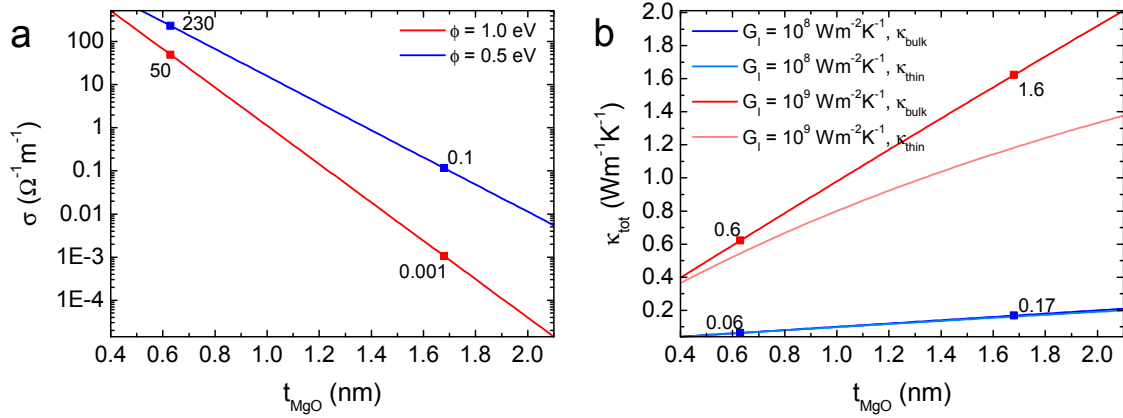 a
σ (Ω⁻¹m⁻¹)
100
10
1
0.1
0.01
1E-3
1E-4
230
50
0.1
0.001
ϕ = 1.0 eV
ϕ = 0.5 eV
0.4 0.6 0.8 1.0 1.2 1.4 1.6 1.8 2.0
t_MgO (nm)
b
κ_tot (Wm⁻¹K⁻¹)
2.0
1.8
1.6
1.4
1.2
1.0
0.8
0.6
0.4
0.2
G_I = 10⁸ Wm⁻²K⁻¹, κ_bulk
G_I = 10⁸ Wm⁻²K⁻¹, κ_thin
G_I = 10⁹ Wm⁻²K⁻¹, κ_bulk
G_I = 10⁹ Wm⁻²K⁻¹, κ_thin
1.6
0.6
0.06
0.17
0.4 0.6 0.8 1.0 1.2 1.4 1.6 1.8 2.0
t_MgO (nm)